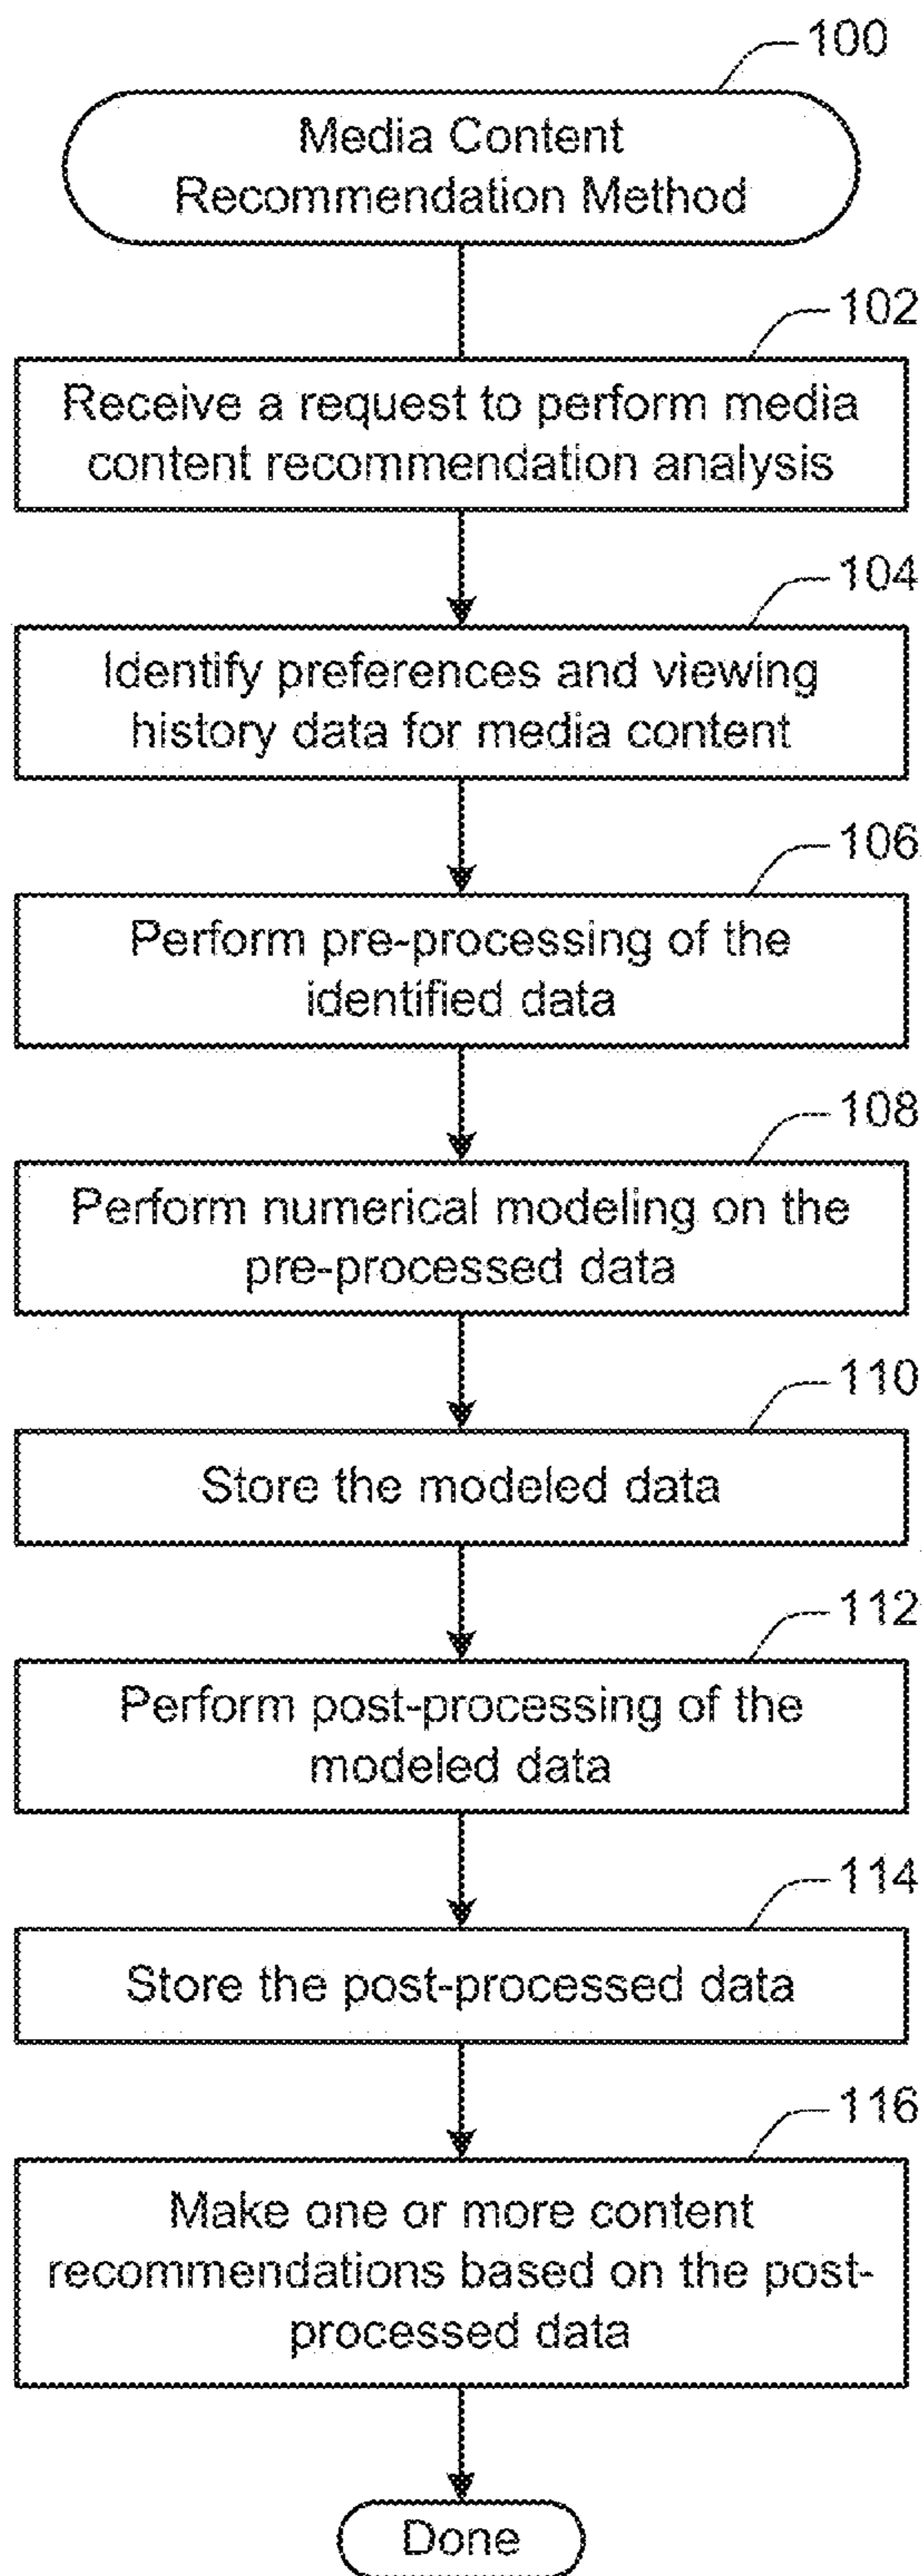 100
Media Content
Recommendation Method
102
Receive a request to perform media
content recommendation analysis
104
Identify preferences and viewing
history data for media content
106
Perform pre-processing of the
identified data
108
Perform numerical modeling on the
pre-processed data
110
Store the modeled data
112
Perform post-processing of the
modeled data
114
Store the post-processed data
116
Make one or more content
recommendations based on the post-
processed data
Done